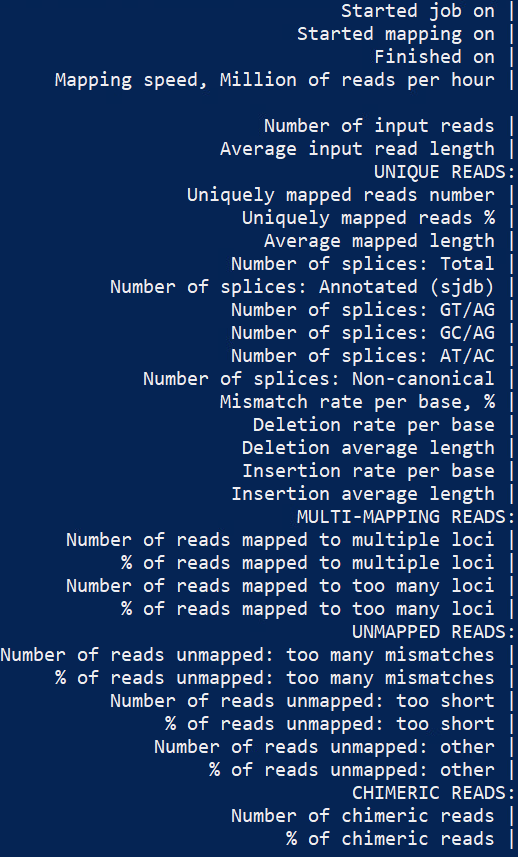 Started job on |
Started mapping on |
Finished on |
Mapping speed, Million of reads per hour |
Number of input reads |
Average input read length |
UNIQUE READS:
Uniquely mapped reads number |
Uniquely mapped reads % |
Average mapped length |
Number of splices: Total |
Number of splices: Annotated (sjdb) |
Number of splices: GT/AG |
Number of splices: GC/AG |
Number of splices: AT/AC |
Number of splices: Non-canonical |
Mismatch rate per base, % |
Deletion rate per base |
Deletion average length |
Insertion rate per base |
Insertion average length |
MULTI-MAPPING READS:
Number of reads mapped to multiple loci |
% of reads mapped to multiple loci |
Number of reads mapped to too many loci |
% of reads mapped to too many loci |
UNMAPPED READS:
Number of reads unmapped: too many mismatches |
% of reads unmapped: too many mismatches |
Number of reads unmapped: too short |
% of reads unmapped: too short |
Number of reads unmapped: other |
% of reads unmapped: other |
CHIMERIC READS:
Number of chimeric reads |
% of chimeric reads |